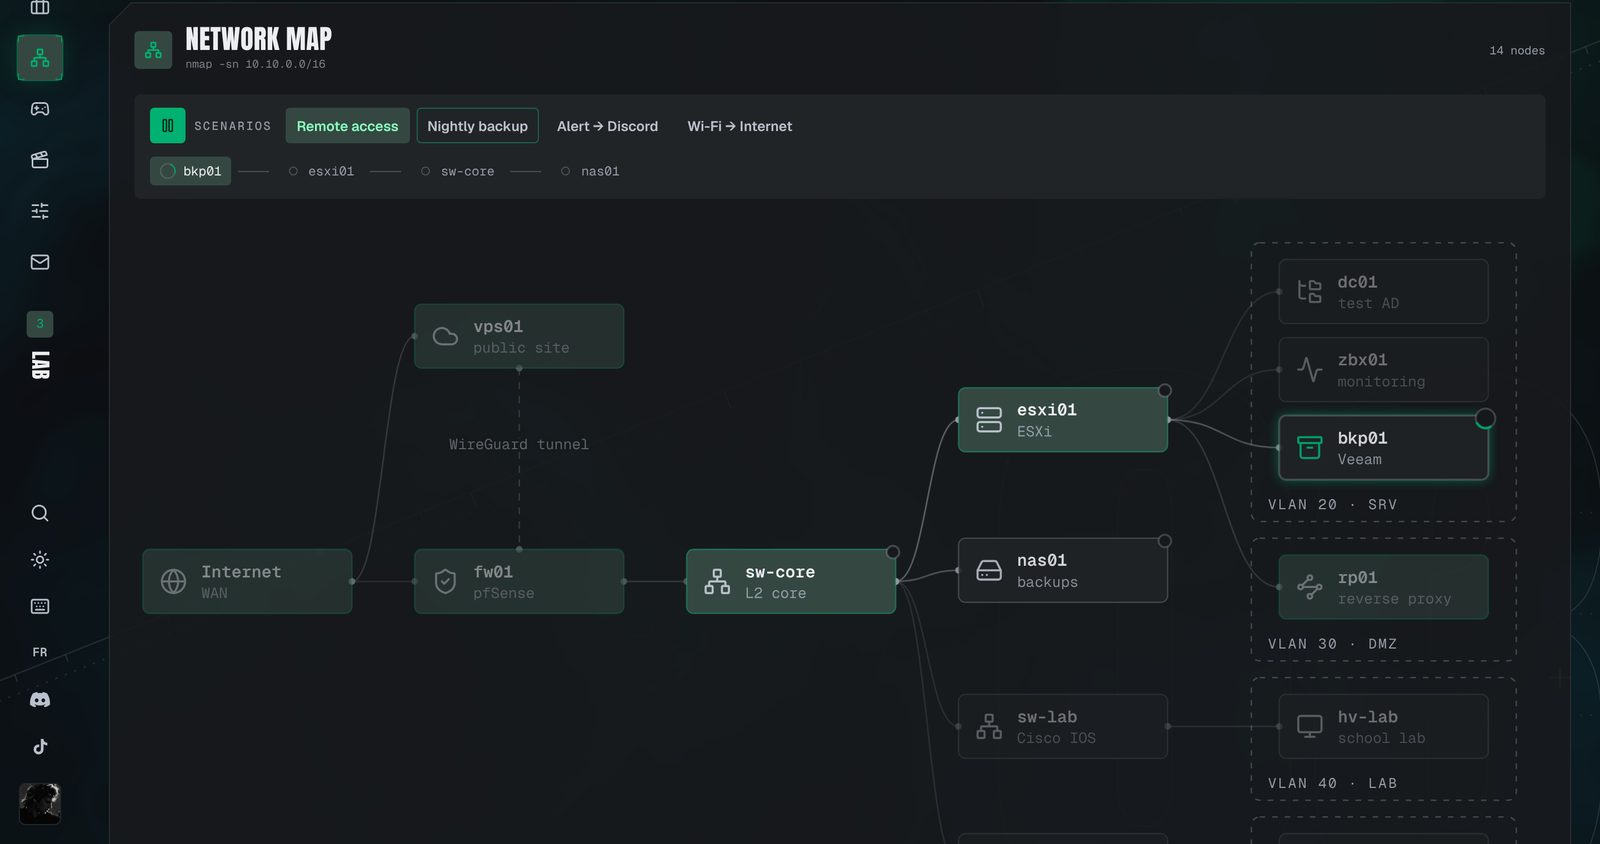 NETWORK MAP
nmap -sn 10.10.0.0/16
14 nodes
SCENARIOS
Remote access
Nightly backup
Alert → Discord
Wi-Fi → Internet
bkp01
esxi01
sw-core
nas01
3
LAB
FR
vps01
public site
WireGuard tunnel
Internet
WAN
fw01
pfSense
sw-core
L2 core
esxi01
ESXi
nas01
backups
sw-lab
Cisco IOS
dc01
test AD
zbx01
monitoring
bkp01
Veeam
VLAN 20 · SRV
rp01
reverse proxy
VLAN 30 · DMZ
hv-lab
school lab
VLAN 40 · LAB